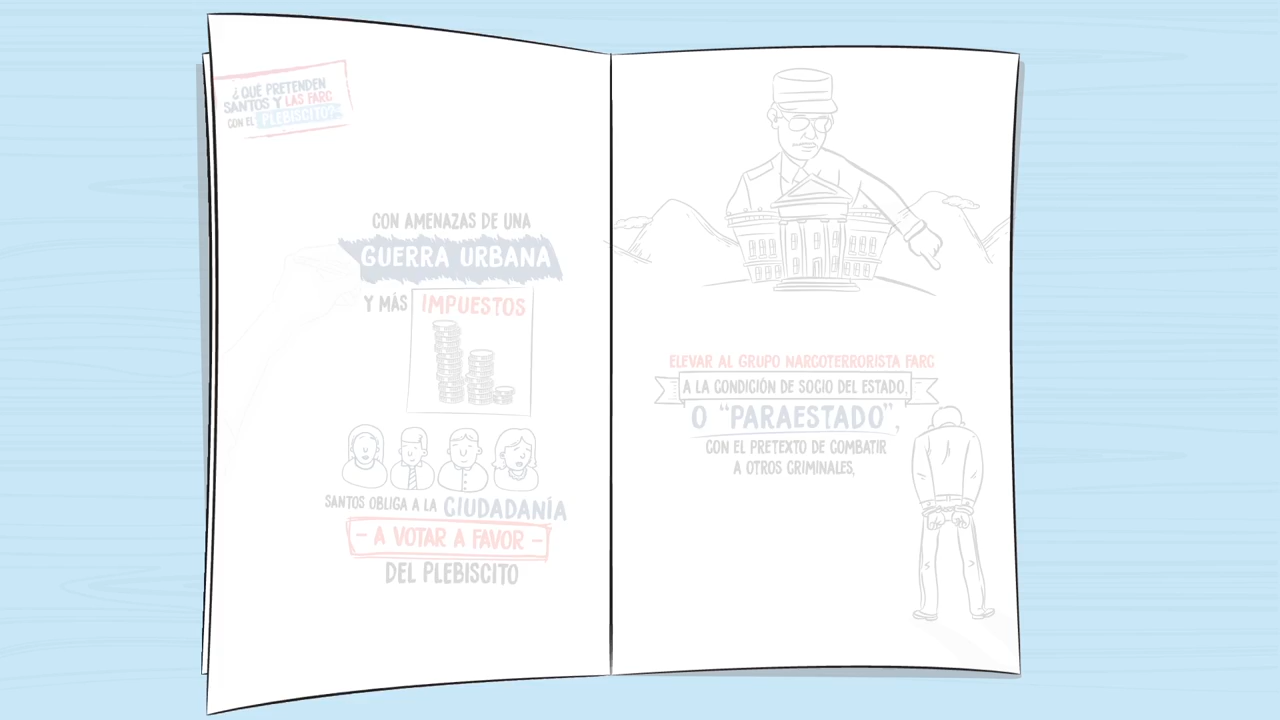 ¿QUÉ PRETENDEN
SANTOS Y LAS FARC
CON EL PLEBISCITO?
CON AMENAZAS DE UNA
GUERRA URBANA
Y MÁS IMPUESTOS
SANTOS OBLIGA A LA CIUDADANÍA
– A VOTAR A FAVOR –
DEL PLEBISCITO
ELEVAR AL GRUPO NARCOTERRORISTA FARC
A LA CONDICIÓN DE SOCIO DEL ESTADO,
O “PARAESTADO”,
CON EL PRETEXTO DE COMBATIR
A OTROS CRIMINALES,